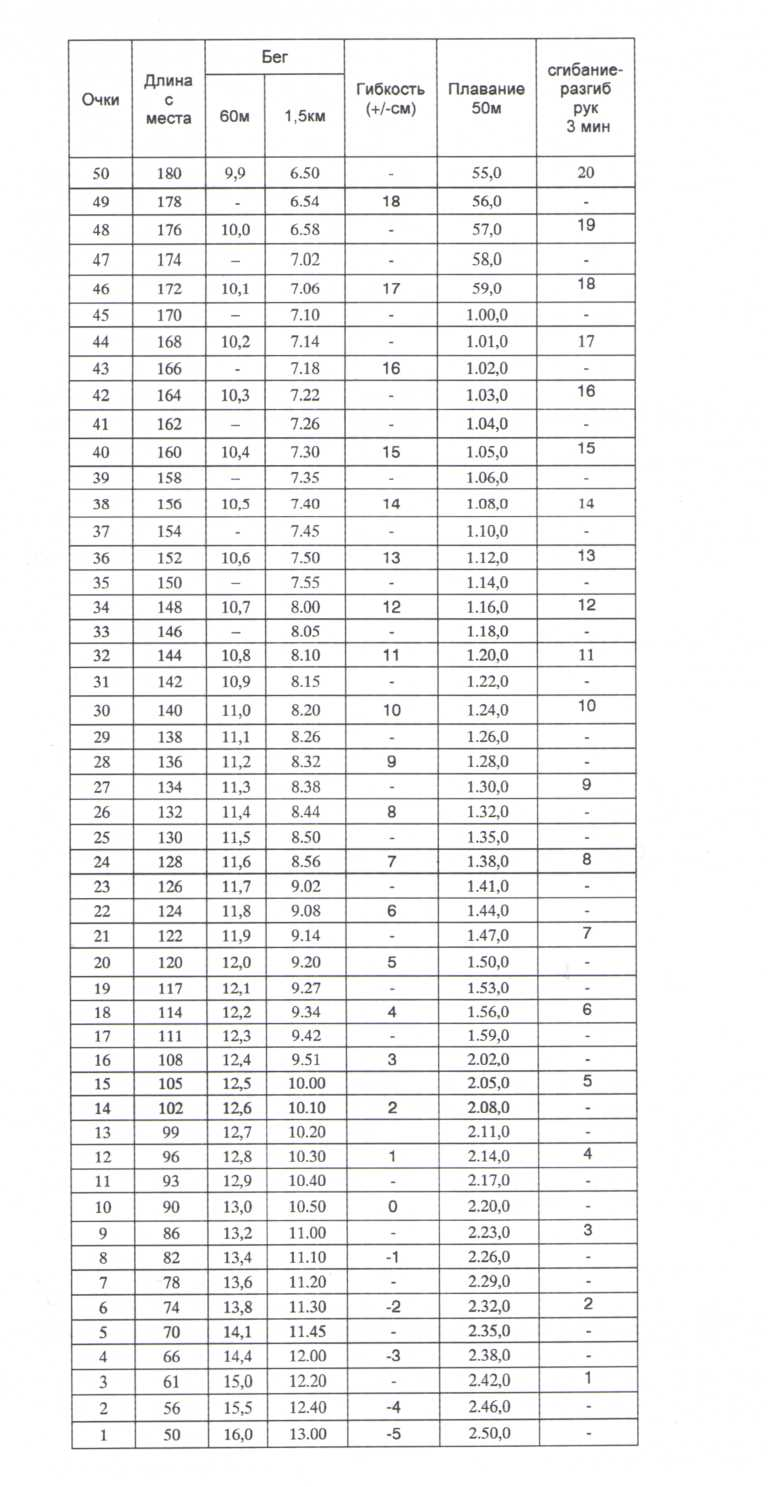 Очки Длина с места Бег Гибкость (+/-см) Плавание 50м сгибание-разгиб рук 3 мин
60м 1,5км
50 180 9,9 6.50 - 55,0 20
49 178 - 6.54 18 56,0 -
48 176 10,0 6.58 - 57,0 19
47 174 – 7.02 - 58,0 -
46 172 10,1 7.06 17 59,0 18
45 170 – 7.10 - 1.00,0 -
44 168 10,2 7.14 - 1.01,0 17
43 166 - 7.18 16 1.02,0 -
42 164 10,3 7.22 - 1.03,0 16
41 162 – 7.26 - 1.04,0 -
40 160 10,4 7.30 15 1.05,0 15
39 158 – 7.35 - 1.06,0 -
38 156 10,5 7.40 14 1.08,0 14
37 154 - 7.45 - 1.10,0 -
36 152 10,6 7.50 13 1.12,0 13
35 150 – 7.55 - 1.14,0 -
34 148 10,7 8.00 12 1.16,0 12
33 146 – 8.05 - 1.18,0 -
32 144 10,8 8.10 11 1.20,0 11
31 142 10,9 8.15 - 1.22,0 -
30 140 11,0 8.20 10 1.24,0 10
29 138 11,1 8.26 - 1.26,0 -
28 136 11,2 8.32 9 1.28,0 -
27 134 11,3 8.38 - 1.30,0 9
26 132 11,4 8.44 8 1.32,0 -
25 130 11,5 8.50 - 1.35,0 -
24 128 11,6 8.56 7 1.38,0 8
23 126 11,7 9.02 - 1.41,0 -
22 124 11,8 9.08 6 1.44,0 -
21 122 11,9 9.14 - 1.47,0 7
20 120 12,0 9.20 5 1.50,0 -
19 117 12,1 9.27 - 1.53,0 -
18 114 12,2 9.34 4 1.56,0 6
17 111 12,3 9.42 - 1.59,0 -
16 108 12,4 9.51 3 2.02,0 -
15 105 12,5 10.00 2.05,0 5
14 102 12,6 10.10 2 2.08,0 -
13 99 12,7 10.20 2.11,0 -
12 96 12,8 10.30 1 2.14,0 4
11 93 12,9 10.40 - 2.17,0 -
10 90 13,0 10.50 0 2.20,0 -
9 86 13,2 11.00 - 2.23,0 3
8 82 13,4 11.10 -1 2.26,0 -
7 78 13,6 11.20 - 2.29,0 -
6 74 13,8 11.30 -2 2.32,0 2
5 70 14,1 11.45 - 2.35,0 -
4 66 14,4 12.00 -3 2.38,0 -
3 61 15,0 12.20 - 2.42,0 1
2 56 15,5 12.40 -4 2.46,0 -
1 50 16,0 13.00 -5 2.50,0 -